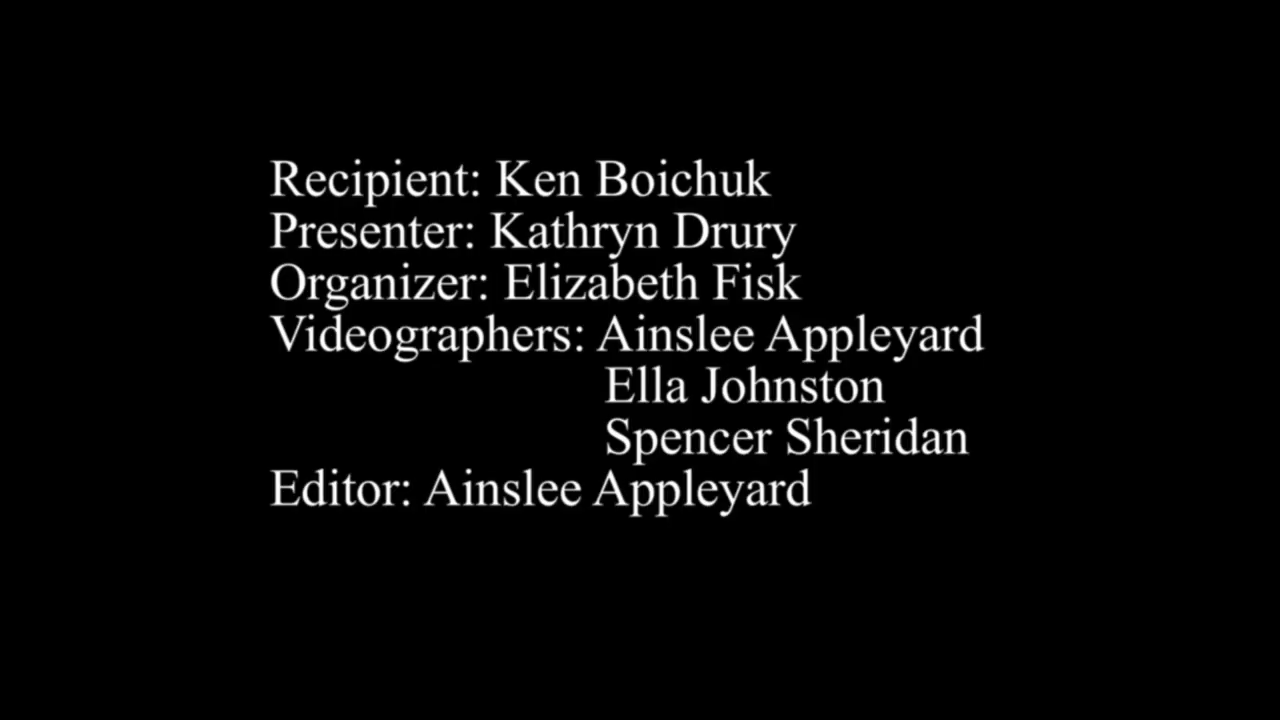 Recipient: Ken Boichuk
Presenter: Kathryn Drury
Organizer: Elizabeth Fisk
Videographers: Ainslee Appleyard
Ella Johnston
Spencer Sheridan
Editor: Ainslee Appleyard